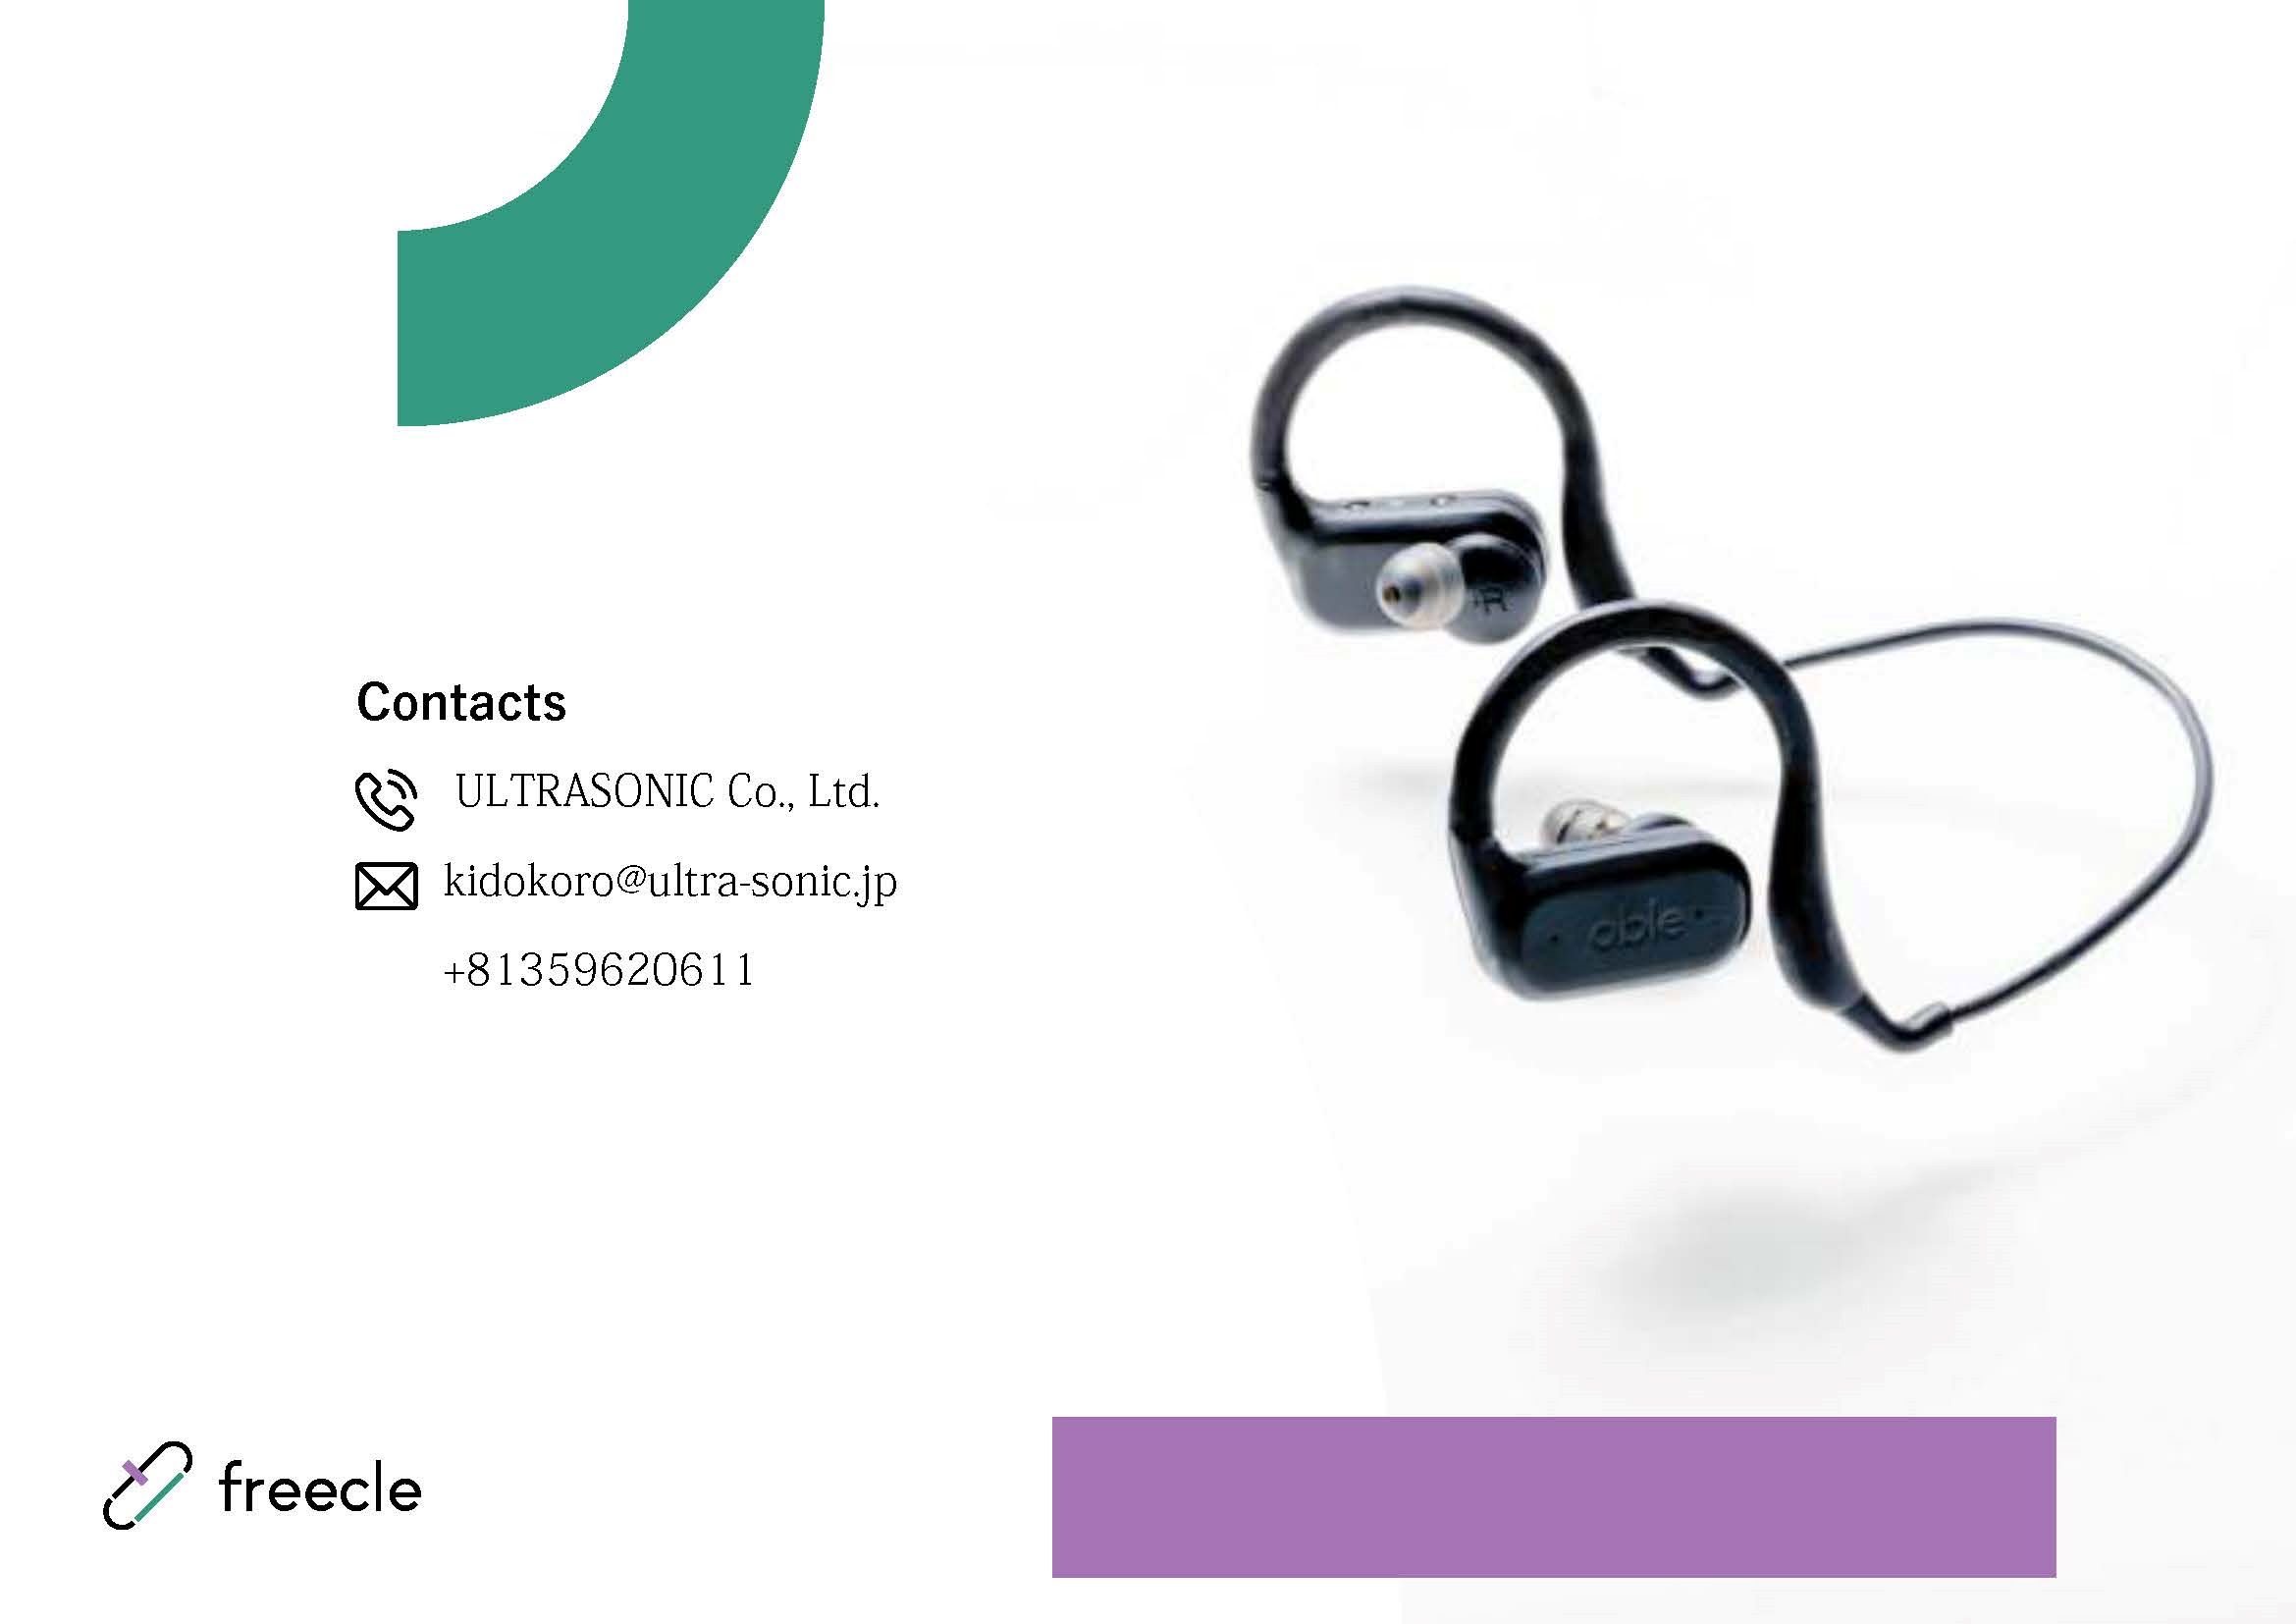 Contacts
ULTRASONIC Co., Ltd.
kidokoro@ultra-sonic.jp
+81359620611
R
able
freecle